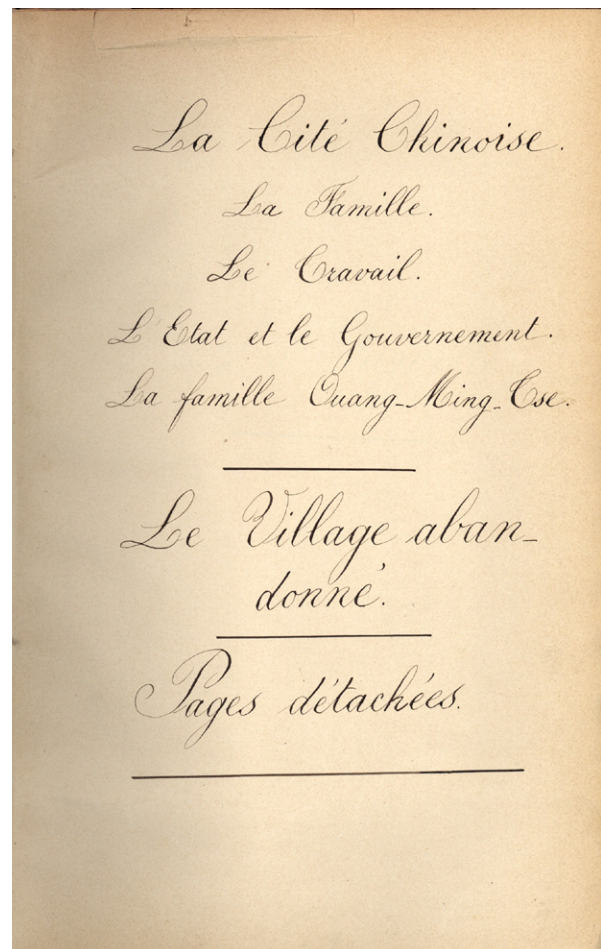 La Cité Chinoise.
La Famille.
Le Travail.
L'Etat et le Gouvernement.
La famille Ouang-Ming-Tse.
Le Village aban-
donné.
Pages détachées.